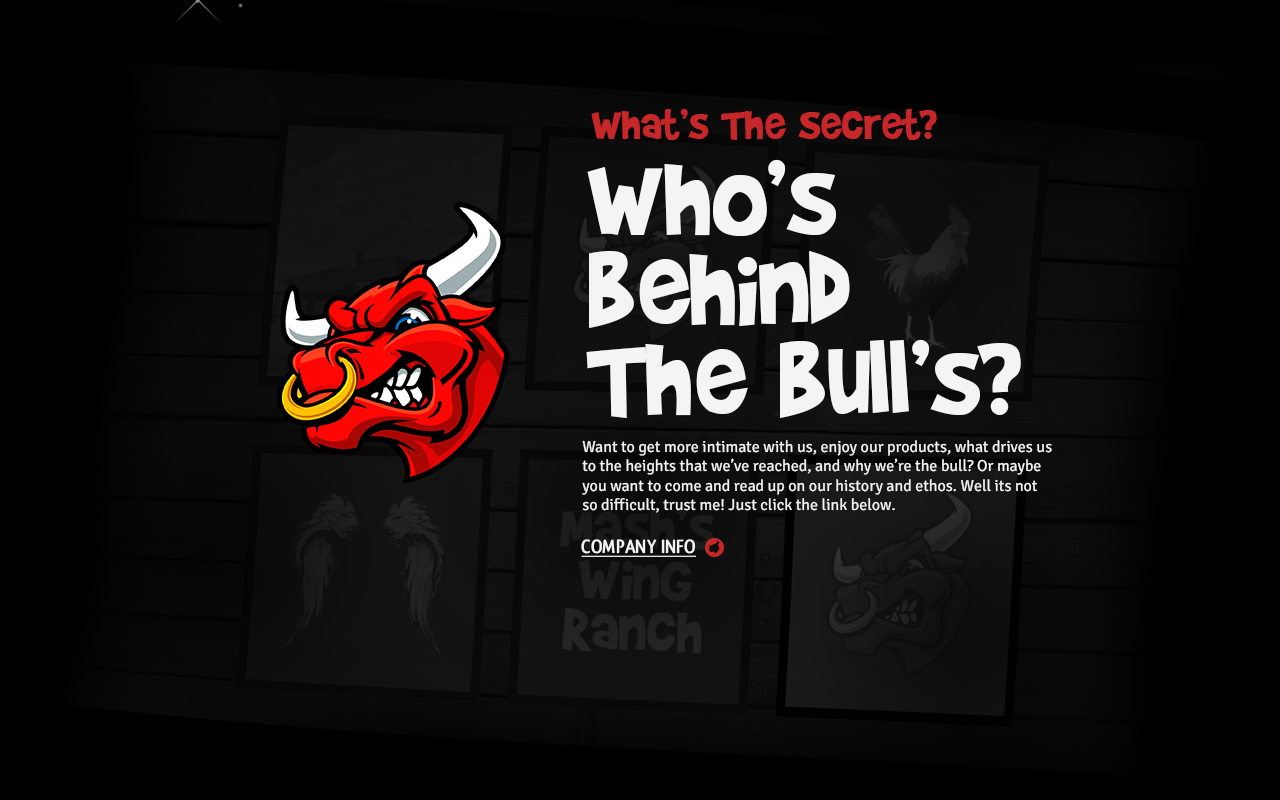 What's The Secret?
Who's
Behind
The Bull's?
Want to get more intimate with us, enjoy our products, what drives us
to the heights that we've reached, and why we're the bull? Or maybe
you want to come and read up on our history and ethos. Well its not
so difficult, trust me! Just click the link below.
COMPANY INFO
Mash's
Wing
Ranch